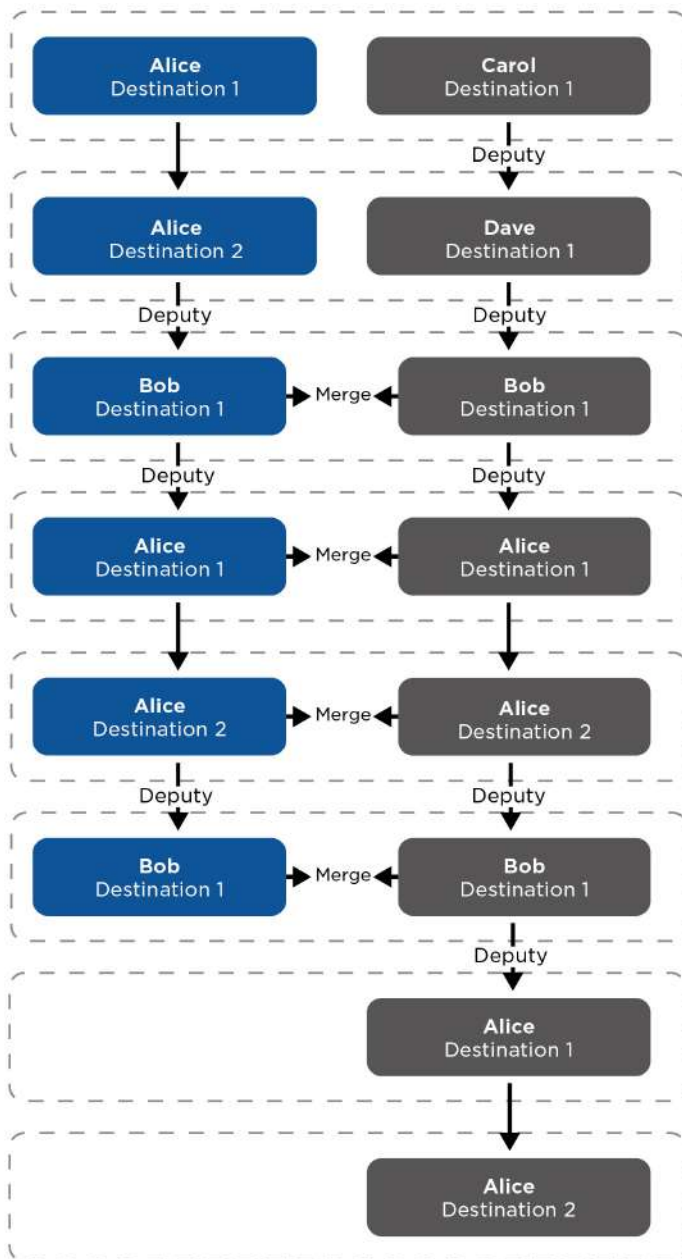 Alice
Destination 1
Carol
Destination 1
Deputy
Alice
Destination 2
Dave
Destination 1
Deputy
Deputy
Bob
Destination 1
Merge
Bob
Destination 1
Deputy
Deputy
Alice
Destination 1
Merge
Alice
Destination 1
Alice
Destination 2
Merge
Alice
Destination 2
Deputy
Deputy
Bob
Destination 1
Merge
Bob
Destination 1
Deputy
Alice
Destination 1
Alice
Destination 2